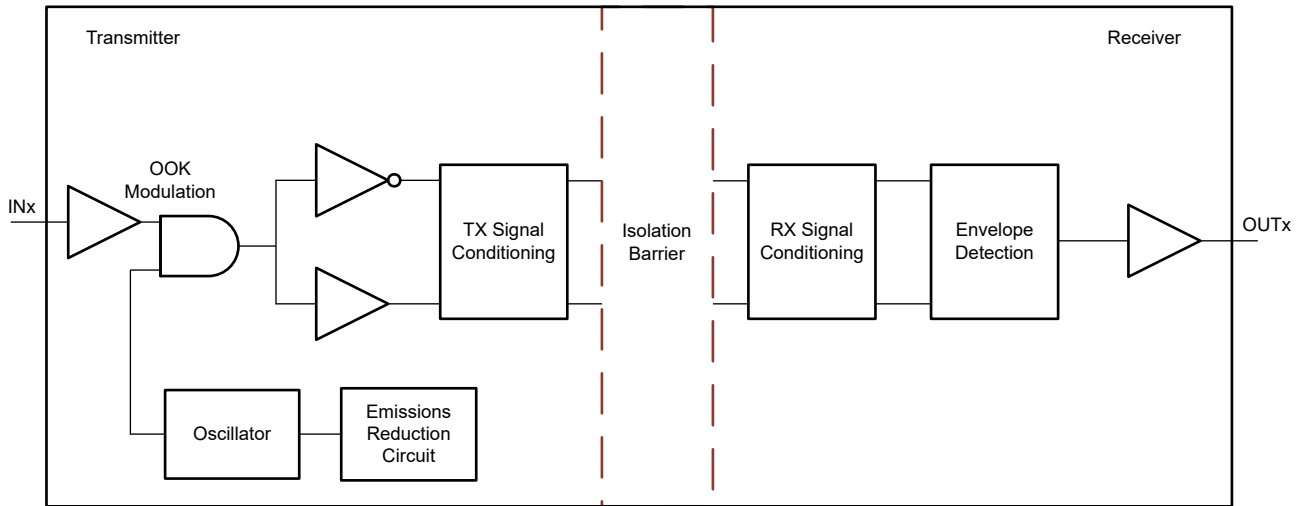 Transmitter
Receiver
OOK
Modulation
INx
TX Signal
Conditioning
Isolation
Barrier
RX Signal
Conditioning
Envelope
Detection
OUTx
Oscillator
Emissions
Reduction
Circuit